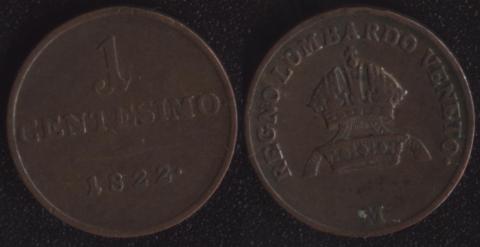 1
CENTESIMO
1822.
REGNO LOMBARDO VENETO.
M